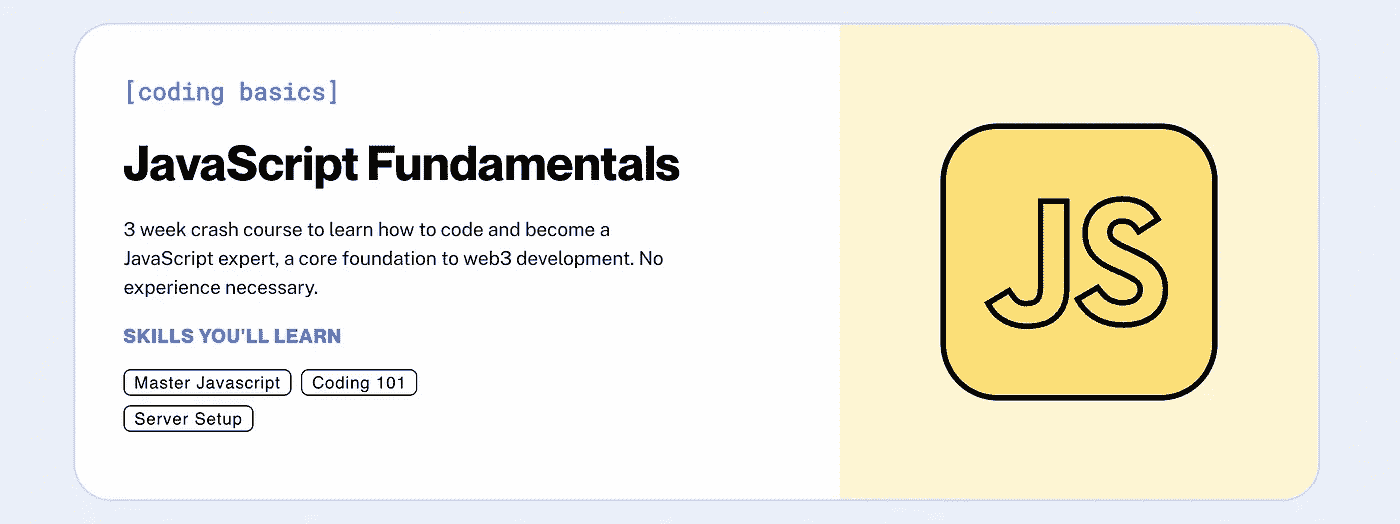 [coding basics]
JavaScript Fundamentals
3 week crash course to learn how to code and become a
JavaScript expert, a core foundation to web3 development. No
experience necessary.
SKILLS YOU'LL LEARN
Master Javascript
Coding 101
Server Setup
JS